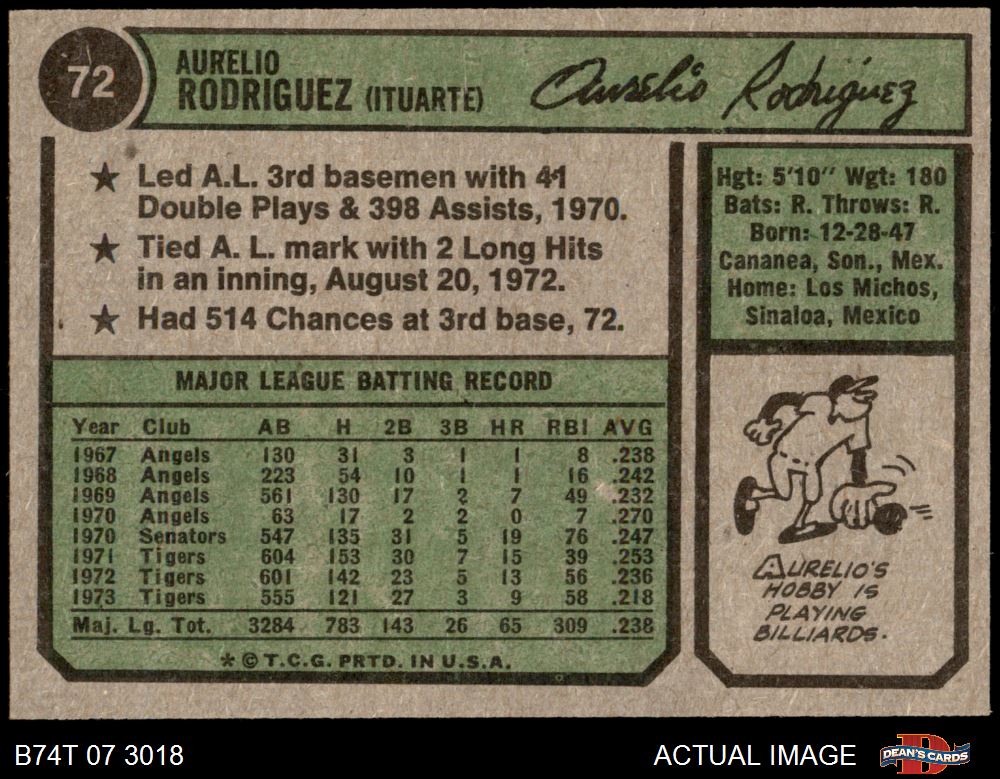 72
AURELIO
RODRIGUEZ (ITUARTE)
Aurelio Rodriguez
★ Led A.L. 3rd basemen with 41
Double Plays & 398 Assists, 1970.
★ Tied A. L. mark with 2 Long Hits
in an inning, August 20, 1972.
★ Had 514 Chances at 3rd base, 72.
Hgt: 5'10" Wgt: 180
Bats: R. Throws: R.
Born: 12-28-47
Cananea, Son., Mex.
Home: Los Michos,
Sinaloa, Mexico
MAJOR LEAGUE BATTING RECORD
Year Club AB H 2B 3B HR RBI AVG
1967 Angels 130 31 3 1 1 8 .238
1968 Angels 223 54 10 1 1 16 .242
1969 Angels 561 130 17 2 7 49 .232
1970 Angels 63 17 2 2 0 7 .270
1970 Senators 547 135 31 5 19 76 .247
1971 Tigers 604 153 30 7 15 39 .253
1972 Tigers 601 142 23 5 13 56 .236
1973 Tigers 555 121 27 3 9 58 .218
Maj. Lg. Tot. 3284 783 143 26 65 309 .238
* © T.C.G. PRTD. IN U.S.A.
AURELIO'S
HOBBY IS
PLAYING
BILLIARDS.
B74T 07 3018
ACTUAL IMAGE
DEAN'S CARDS